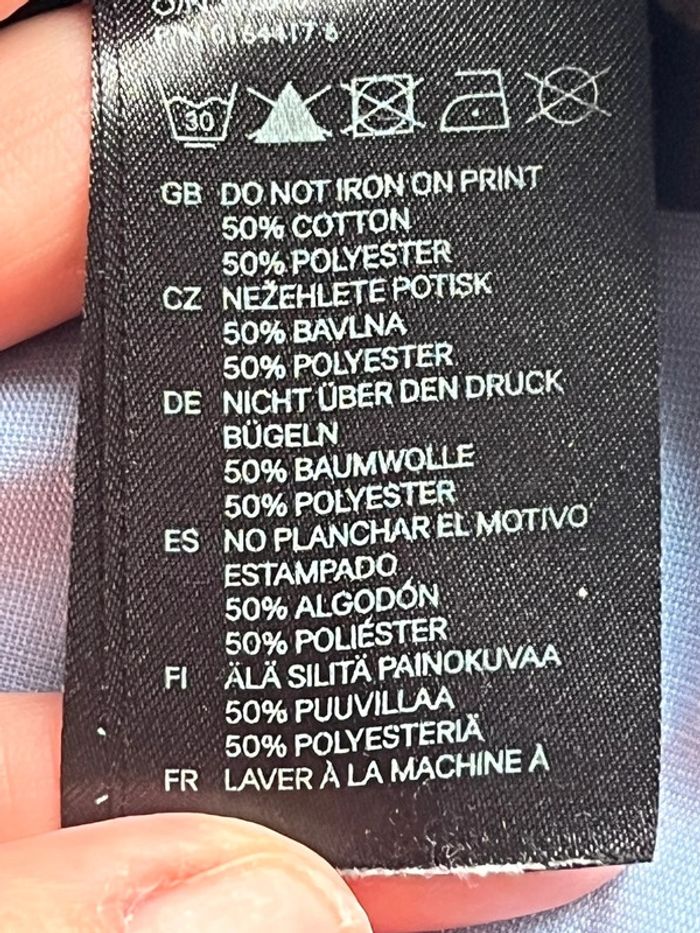 30
GB DO NOT IRON ON PRINT
50% COTTON
50% POLYESTER
CZ NEŽEHLETE POTISK
50% BAVLNA
50% POLYESTER
DE NICHT ÜBER DEN DRUCK
BÜGELN
50% BAUMWOLLE
50% POLYESTER
ES NO PLANCHAR EL MOTIVO
ESTAMPADO
50% ALGODÓN
50% POLIÉSTER
FI ÄLÄ SILITÄ PAINOKUVAA
50% PUUVILLAA
50% POLYESTERIÄ
FR LAVER À LA MACHINE À